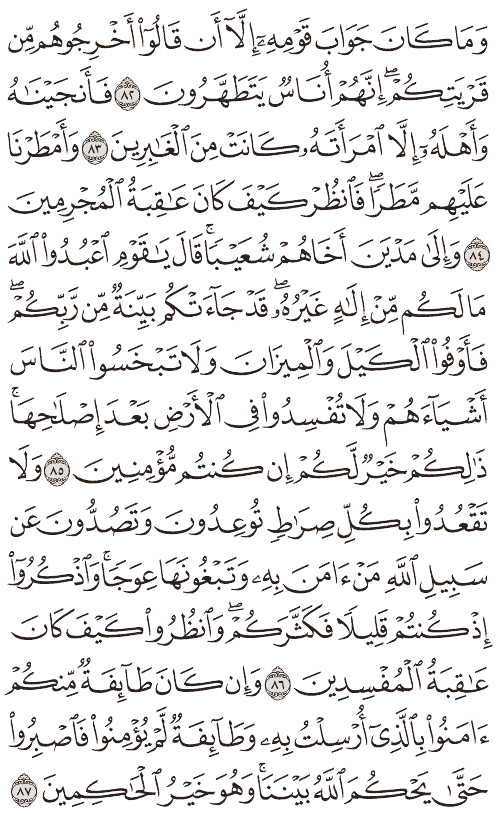 وَمَا كَانَ جَوَابَ قَوْمِهِۦٓ إِلَّآ أَن قَالُوٓا۟ أَخْرِجُوهُم مِّن
قَرْيَتِكُمْ ۖ إِنَّهُمْ أُنَاسٌ يَتَطَهَّرُونَ ٨٢ فَأَنجَيْنَٰهُ
وَأَهْلَهُۥٓ إِلَّا ٱمْرَأَتَهُۥ كَانَتْ مِنَ ٱلْغَٰبِرِينَ ٨٣ وَأَمْطَرْنَا
عَلَيْهِم مَّطَرًا ۖ فَٱنظُرْ كَيْفَ كَانَ عَٰقِبَةُ ٱلْمُجْرِمِينَ
٨٤ وَإِلَىٰ مَدْيَنَ أَخَاهُمْ شُعَيْبًا ۗ قَالَ يَٰقَوْمِ ٱعْبُدُوا۟ ٱللَّهَ
مَا لَكُم مِّنْ إِلَٰهٍ غَيْرُهُۥ ۖ قَدْ جَآءَتْكُم بَيِّنَةٌ مِّن رَّبِّكُمْ ۖ
فَأَوْفُوا۟ ٱلْكَيْلَ وَٱلْمِيزَانَ وَلَا تَبْخَسُوا۟ ٱلنَّاسَ
أَشْيَآءَهُمْ وَلَا تُفْسِدُوا۟ فِى ٱلْأَرْضِ بَعْدَ إِصْلَٰحِهَا ۚ
ذَٰلِكُمْ خَيْرٌ لَّكُمْ إِن كُنتُم مُّؤْمِنِينَ ٨٥ وَلَا
تَقْعُدُوا۟ بِكُلِّ صِرَٰطٍ تُوعِدُونَ وَتَصُدُّونَ عَن
سَبِيلِ ٱللَّهِ مَنْ ءَامَنَ بِهِۦ وَتَبْغُونَهَا عِوَجًا ۚ وَٱذْكُرُوٓا۟
إِذْ كُنتُمْ قَلِيلًا فَكَثَّرَكُمْ ۖ وَٱنظُرُوا۟ كَيْفَ كَانَ
عَٰقِبَةُ ٱلْمُفْسِدِينَ ٨٦ وَإِن كَانَ طَآئِفَةٌ مِّنكُمْ
ءَامَنُوا۟ بِٱلَّذِىٓ أُرْسِلْتُ بِهِۦ وَطَآئِفَةٌ لَّمْ يُؤْمِنُوا۟ فَٱصْبِرُوا۟
حَتَّىٰ يَحْكُمَ ٱللَّهُ بَيْنَنَا ۚ وَهُوَ خَيْرُ ٱلْحَٰكِمِينَ ٨٧